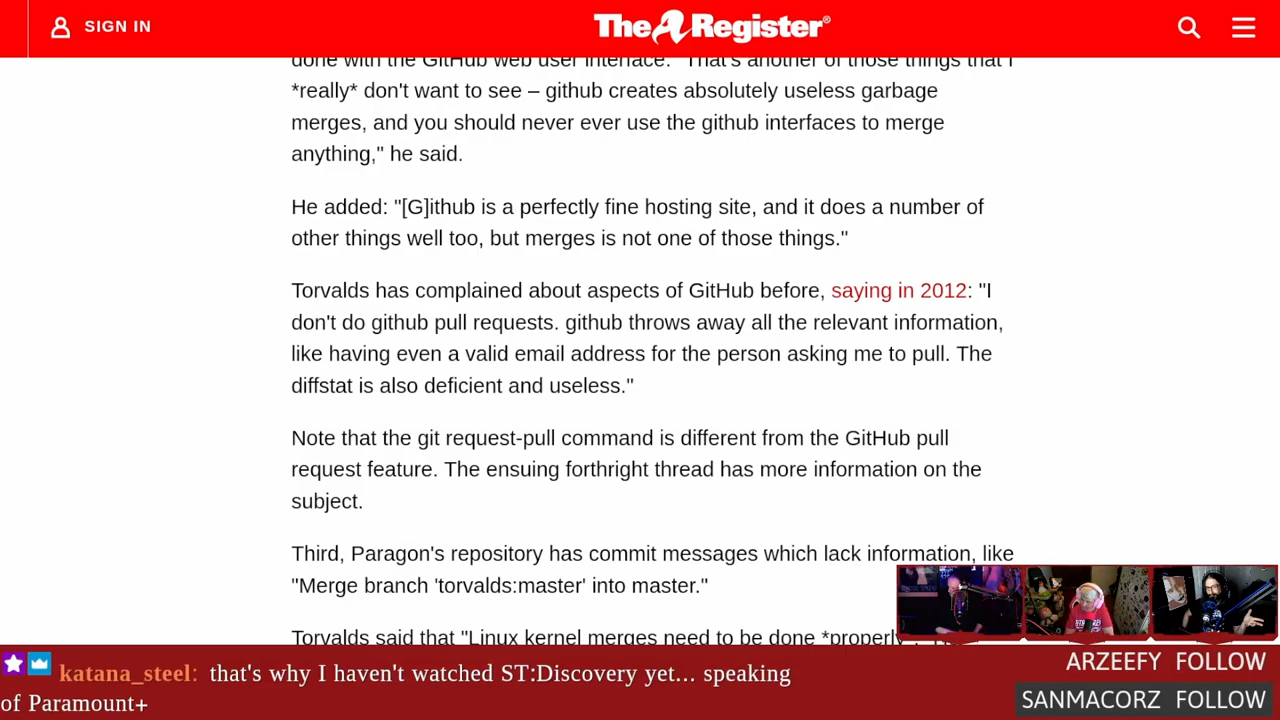 SIGN IN
The Register®
done with the GitHub web user interface: "That's another of those things that I
*really* don't want to see – github creates absolutely useless garbage
merges, and you should never ever use the github interfaces to merge
anything," he said.
He added: "[G]ithub is a perfectly fine hosting site, and it does a number of
other things well too, but merges is not one of those things."
Torvalds has complained about aspects of GitHub before, saying in 2012: "I
don't do github pull requests. github throws away all the relevant information,
like having even a valid email address for the person asking me to pull. The
diffstat is also deficient and useless."
Note that the git request-pull command is different from the GitHub pull
request feature. The ensuing forthright thread has more information on the
subject.
Third, Paragon's repository has commit messages which lack information, like
"Merge branch 'torvalds:master' into master."
Torvalds said that "Linux kernel merges need to be done *properly*.
katana_steel: that's why I haven't watched ST:Discovery yet... speaking
of Paramount+
ARZEEFY FOLLOW
SANMACORZ FOLLOW